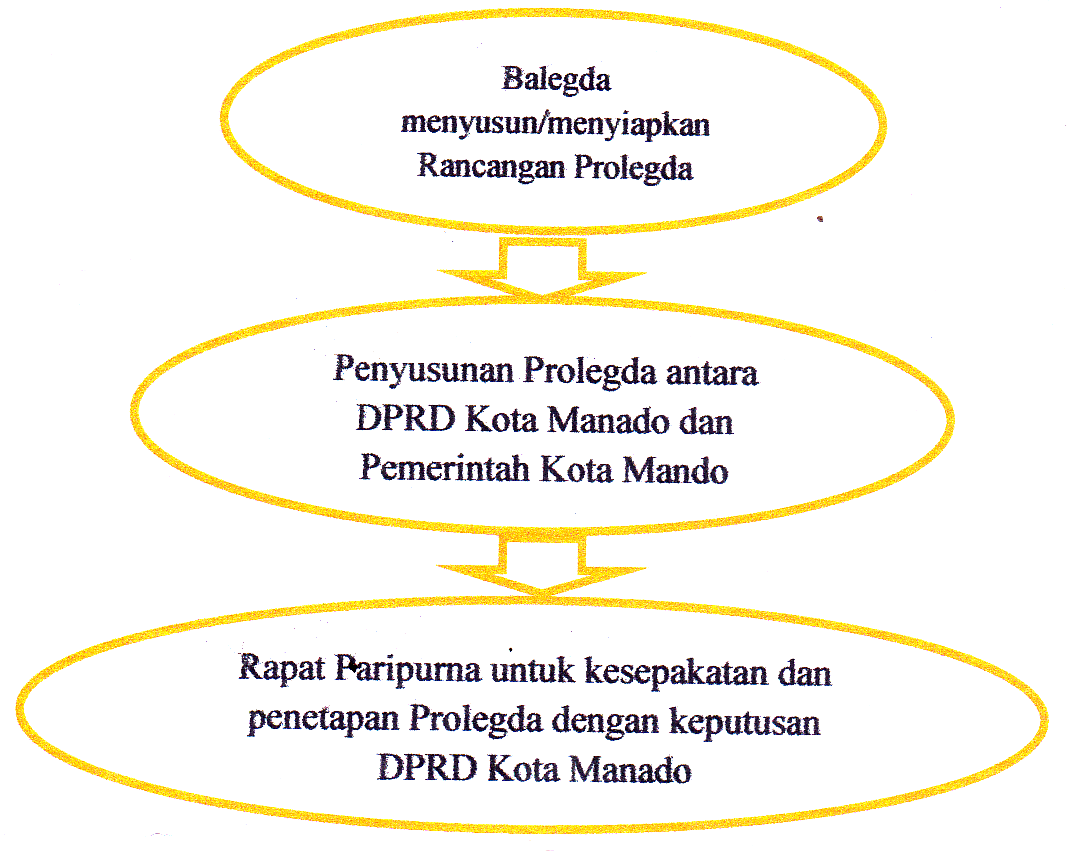 Balegda
menyusun/menyiapkan
Rancangan Prolegda
Penyusunan Prolegda antara
DPRD Kota Manado dan
Pemerintah Kota Mando
Rapat Paripurna untuk kesepakatan dan
penetapan Prolegda dengan keputusan
DPRD Kota Manado